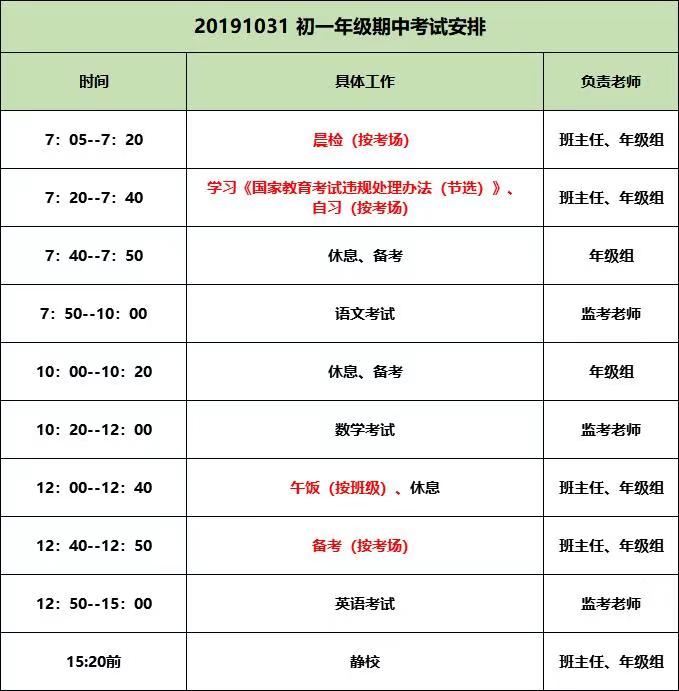 20191031 初一年级期中考试安排
时间 具体工作 负责老师
7：05--7：20 晨检（按考场） 班主任、年级组
7：20--7：40 学习《国家教育考试违规处理办法（节选）》、 班主任、年级组
自习（按考场）
7：40--7：50 休息、备考 年级组
7：50--10：00 语文考试 监考老师
10：00--10：20 休息、备考 年级组
10：20--12：00 数学考试 监考老师
12：00--12：40 午饭（按班级）、休息 班主任、年级组
12：40--12：50 备考（按考场） 班主任、年级组
12：50--15：00 英语考试 监考老师
15:20前 静校 班主任、年级组